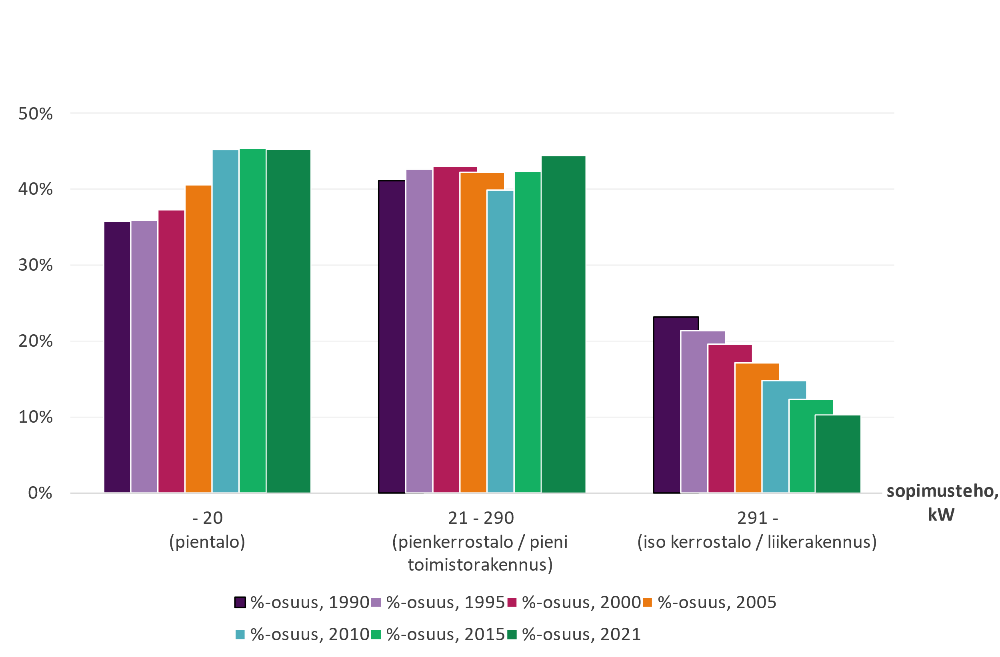 50%
40%
30%
20%
10%
0%
sopimusteho,
kW
- 20
(pientalo)
21 - 290
(pienkerrostalo / pieni
toimistorakennus)
291 -
(iso kerrostalo / liikerakennus)
%-osuus, 1990 %-osuus, 1995 %-osuus, 2000 %-osuus, 2005
%-osuus, 2010 %-osuus, 2015 %-osuus, 2021